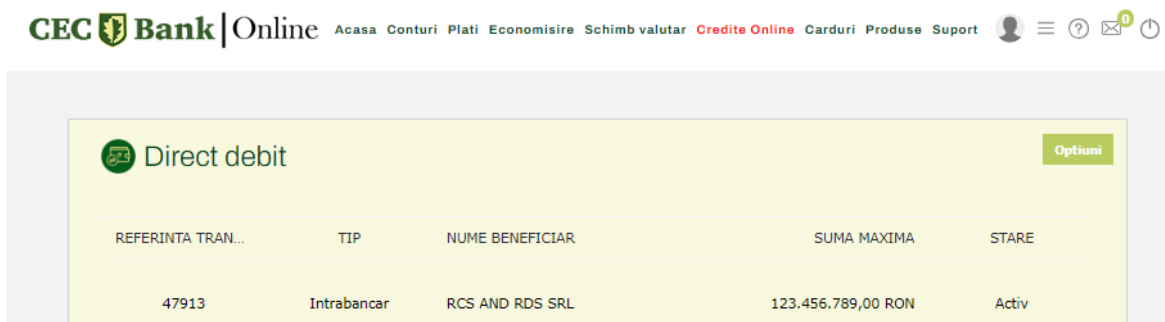 CEC Bank | Online Acasa Conturi Plati Economisire Schimb valutar Credite Online Carduri Produse Suport 0
Direct debit Optiuni
REFERINTA TRAN... TIP NUME BENEFICIAR SUMA MAXIMA STARE
47913 Intrabancar RCS AND RDS SRL 123.456.789,00 RON Activ